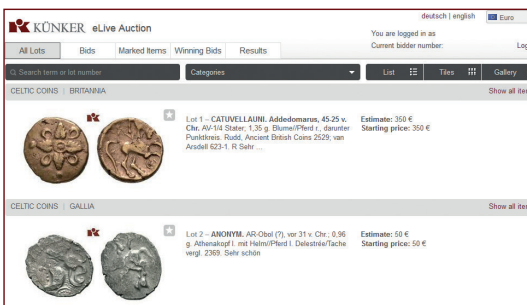 deutsch | english
Euro
KÜNKER eLive Auction
You are logged in as
Current bidder number:
Log
All Lots
Bids
Marked Items
Winning Bids
Results
Search term or lot number
Categories
List
Tiles
Gallery
CELTIC COINS | BRITANNIA
Show all ite
Lot 1 – CATUVELLAUNI. Addedomarus, 45-25 v.
Chr. AV-1/4 Stater; 1,35 g. Blume//Pferd r., darunter
Punktkreis. Rudd, Ancient British Coins 2529; van
Arsdell 623-1. R Sehr ...
Estimate: 350 €
Starting price: 350 €
CELTIC COINS | GALLIA
Show all ite
Lot 2 – ANONYM. AR-Obol (?), vor 31 v. Chr.; 0,96
g. Athenakopf l. mit Helm//Pferd l. Delestrée/Tache
vergl. 2369. Sehr schön
Estimate: 50 €
Starting price: 50 €